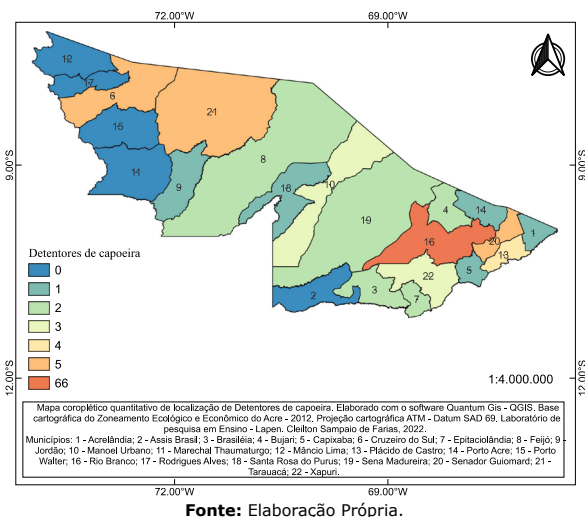 72.00°W 69.00°W
12
17
6
21
15
8
11
9
18
10
19
4
14
16
20
1
13
5
22
2
3
7
9.00°S 9.00°S
12.00°S 12.00°S
Detentores de capoeira
0
1
2
3
4
5
66
1:4.000.000
Mapa coroplético quantitativo de localização de Detentores de capoeira. Elaborado com o software Quantum Gis - QGIS. Base
cartográfica do Zoneamento Ecológico e Econômico do Acre - 2012. Projeção cartográfica ATM - Datum SAD 69. Laboratório de
pesquisa em Ensino - Lapen. Cleilton Sampaio de Farias, 2022.
Municípios: 1 - Acrelândia; 2 - Assis Brasil; 3 - Brasiléia; 4 - Bujari; 5 - Capixaba; 6 - Cruzeiro do Sul; 7 - Epitaciolândia; 8 - Feijó; 9 -
Jordão; 10 - Manoel Urbano; 11 - Marechal Thaumaturgo; 12 - Mâncio Lima; 13 - Plácido de Castro; 14 - Porto Acre; 15 - Porto
Walter; 16 - Rio Branco; 17 - Rodrigues Alves; 18 - Santa Rosa do Purus; 19 - Sena Madureira; 20 - Senador Guiomard; 21 -
Tarauacá; 22 - Xapuri.
72.00°W 69.00°W
Fonte: Elaboração Própria.